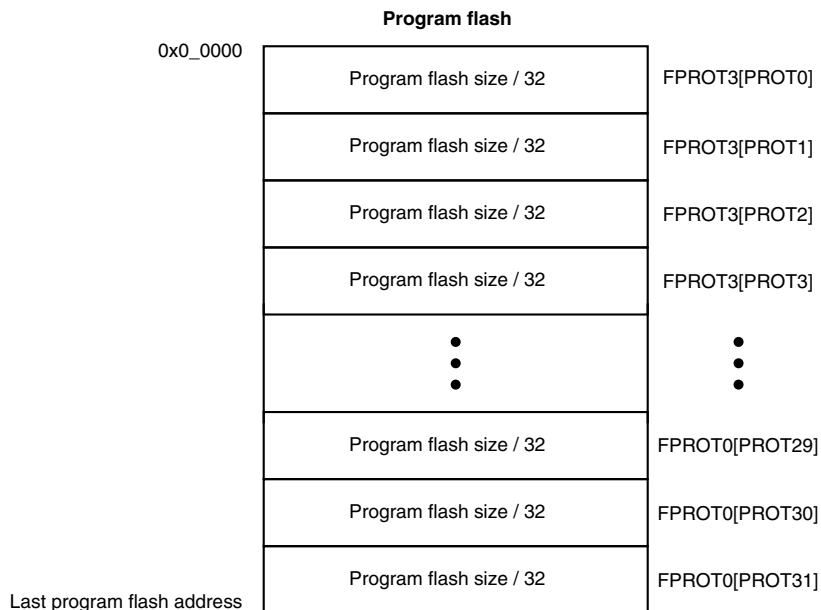 Program flash
0x0_0000
Program flash size / 32 FPROT3[PROT0]
Program flash size / 32 FPROT3[PROT1]
Program flash size / 32 FPROT3[PROT2]
Program flash size / 32 FPROT3[PROT3]
Program flash size / 32 FPROT0[PROT29]
Program flash size / 32 FPROT0[PROT30]
Program flash size / 32 FPROT0[PROT31]
Last program flash address